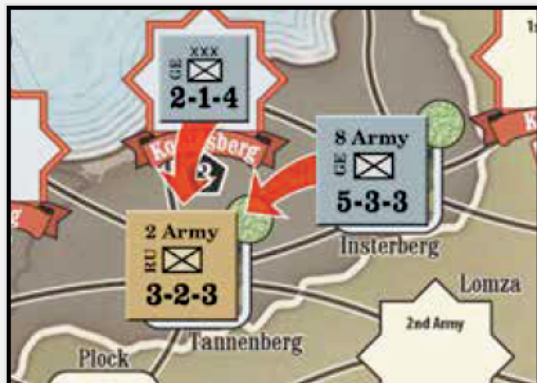 xxx
GE
2-1-4
8 Army
GE
5-3-3
2 Army
RU
3-2-3
Insterberg
Lomza
2nd Army
Tannenberg
Plock